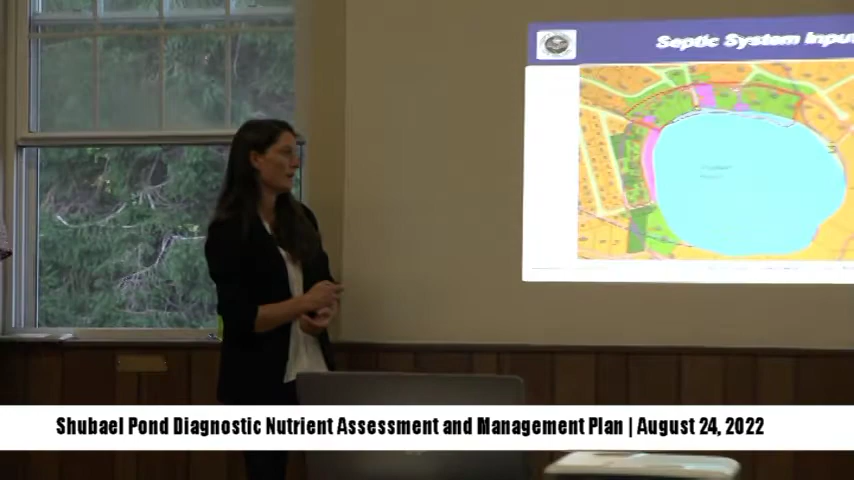 Septic System Inpu
Shubael Pond Diagnostic Nutrient Assessment and Management Plan | August 24, 2022